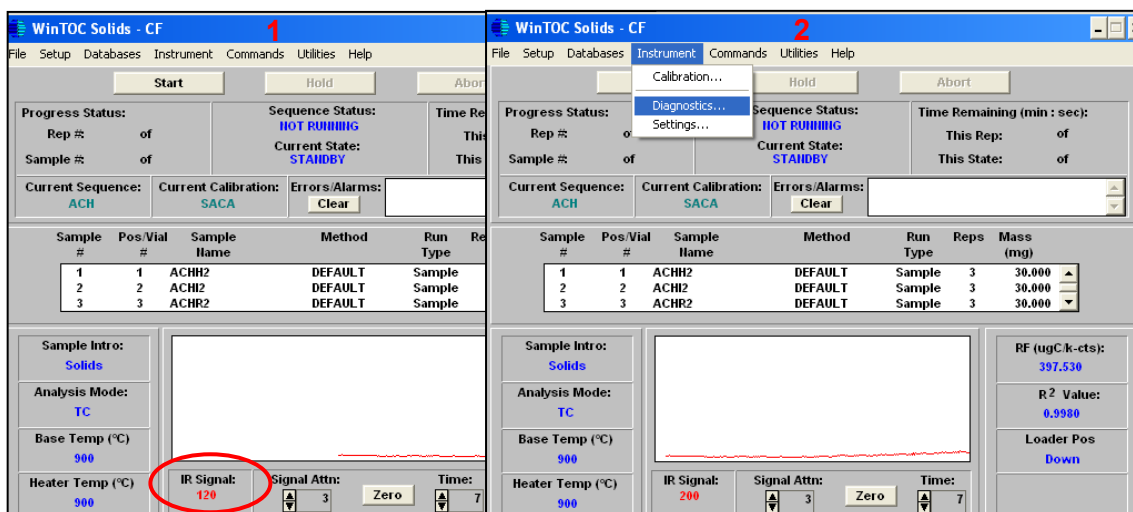 WinTOC Solids - CF 1
File Setup Databases Instrument Commands Utilities Help
Start Hold Abor
Progress Status: Sequence Status: Time Re
NOT RUNNING
Rep #: of This
Current State:
Sample #: of STANDBY This
Current Sequence: Current Calibration: Errors/Alarms:
ACH SACA Clear
Sample Pos/Vial Sample Method Run Re
# # Name Type
1 1 ACHH2 DEFAULT Sample
2 2 ACHI2 DEFAULT Sample
3 3 ACHR2 DEFAULT Sample
Sample Intro:
Solids
Analysis Mode:
TC
Base Temp (°C)
900
Heater Temp (°C)
900
IR Signal: Signal Attn: Time:
120 3 Zero 7
WinTOC Solids - CF 2
File Setup Databases Instrument Commands Utilities Help
Calibration...
Diagnostics...
Settings...
Hold Abort
Progress Status: Sequence Status: Time Remaining (min : sec):
NOT RUNNING
Rep #: of This Rep: of
Current State:
Sample #: of STANDBY This State: of
Current Sequence: Current Calibration: Errors/Alarms:
ACH SACA Clear
Sample Pos/Vial Sample Method Run Reps Mass
# # Name Type (mg)
1 1 ACHH2 DEFAULT Sample 3 30.000
2 2 ACHI2 DEFAULT Sample 3 30.000
3 3 ACHR2 DEFAULT Sample 3 30.000
Sample Intro:
Solids
Analysis Mode:
TC
Base Temp (°C)
900
Heater Temp (°C)
900
IR Signal: Signal Attn: Time:
200 3 Zero 7
RF (ugC/k-cts):
397.530
R2 Value:
0.9980
Loader Pos
Down